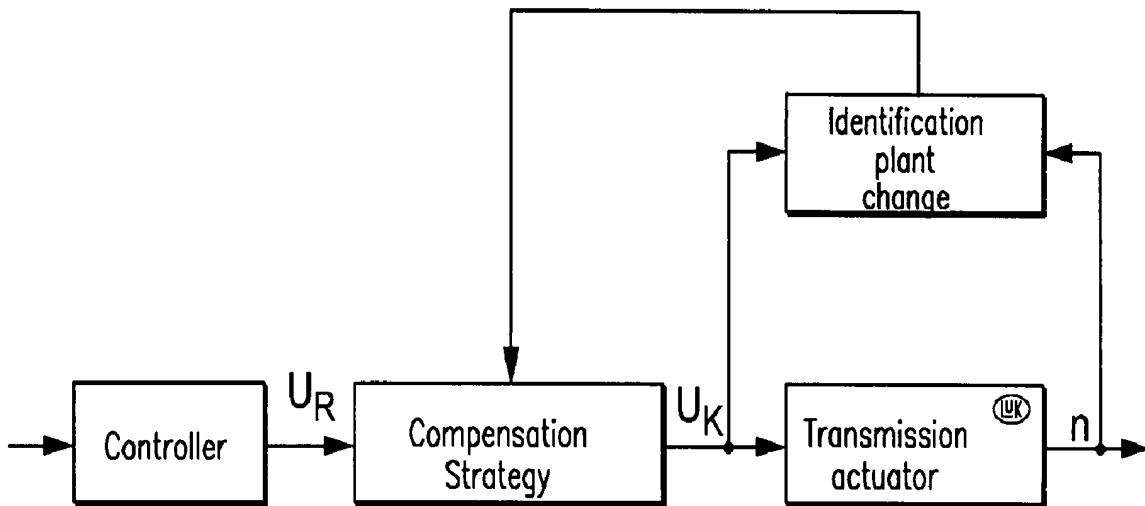 Identification
plant
change
Controller
U_R
Compensation
Strategy
U_K
Transmission
actuator
LUK
n